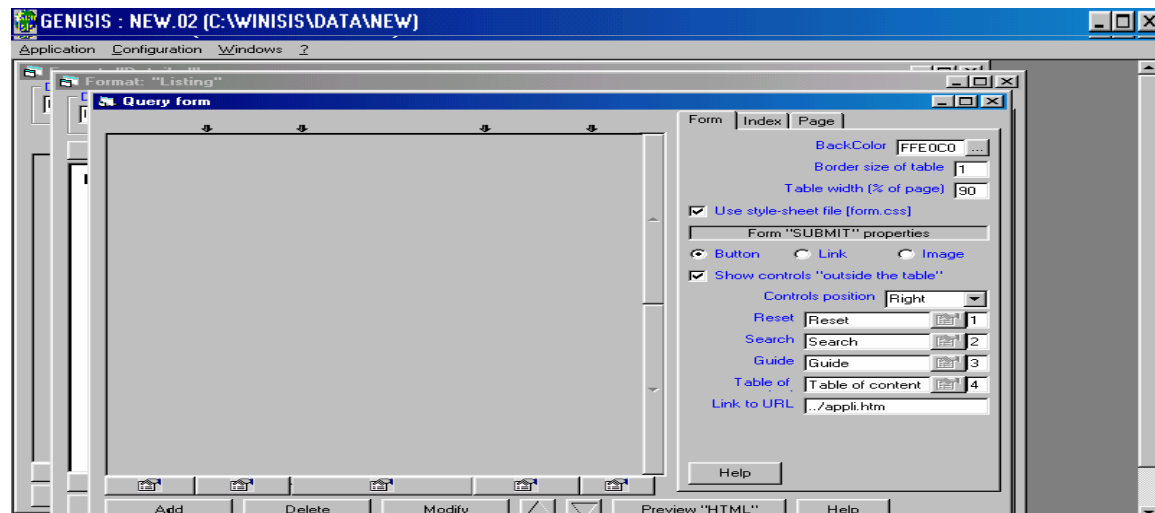 GENISIS : NEW.02 (C:\WINISIS\DATA\NEW)
Application Configuration Windows ?
Format: "Listing"
Query form
Form Index Page
BackColor FFE0C0 ...
Border size of table 1
Table width (% of page) 90
Use style-sheet file [form.css]
Form "SUBMIT" properties
Button Link Image
Show controls "outside the table"
Controls position Right
Reset Reset 1
Search Search 2
Guide Guide 3
Table of Table of content 4
Link to URL ../appli.htm
Help
Add Delete Modify Preview "HTML" Help